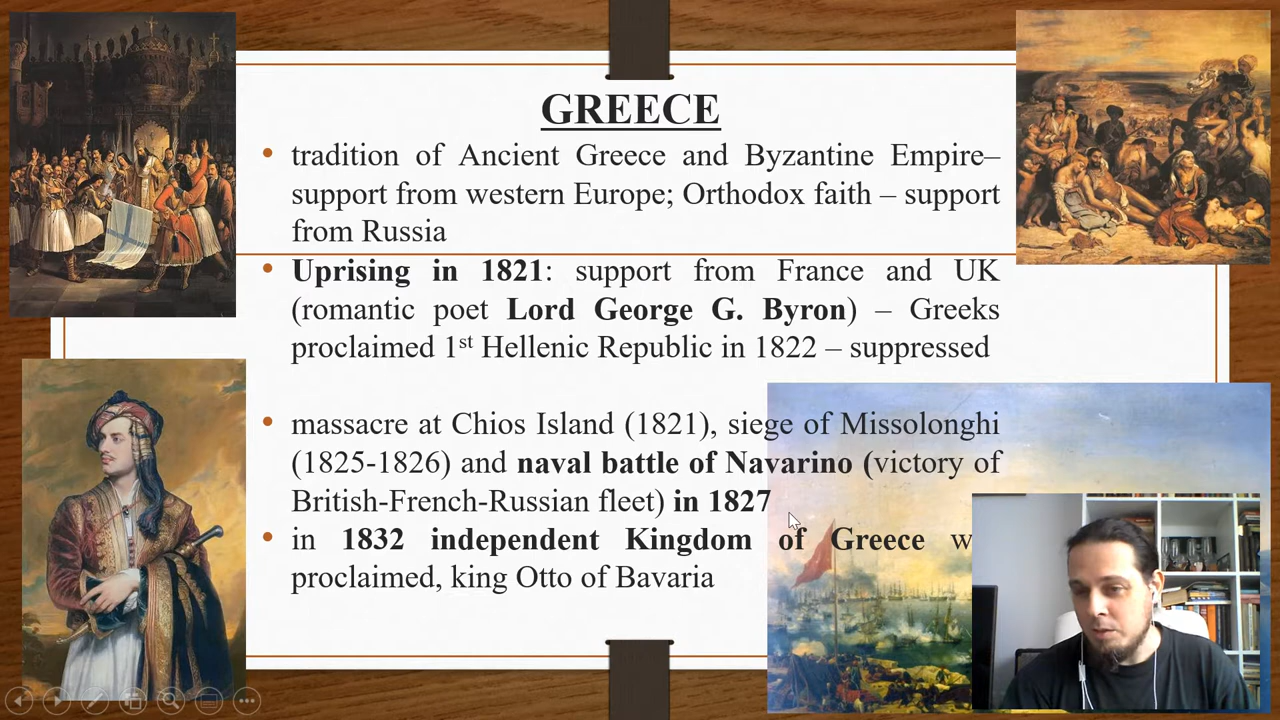 GREECE
tradition of Ancient Greece and Byzantine Empire–
support from western Europe; Orthodox faith – support
from Russia
Uprising in 1821: support from France and UK
(romantic poet Lord George G. Byron) – Greeks
proclaimed 1st Hellenic Republic in 1822 – suppressed
massacre at Chios Island (1821), siege of Missolonghi
(1825-1826) and naval battle of Navarino (victory of
British-French-Russian fleet) in 1827
in 1832 independent Kingdom of Greece
proclaimed, king Otto of Bavaria